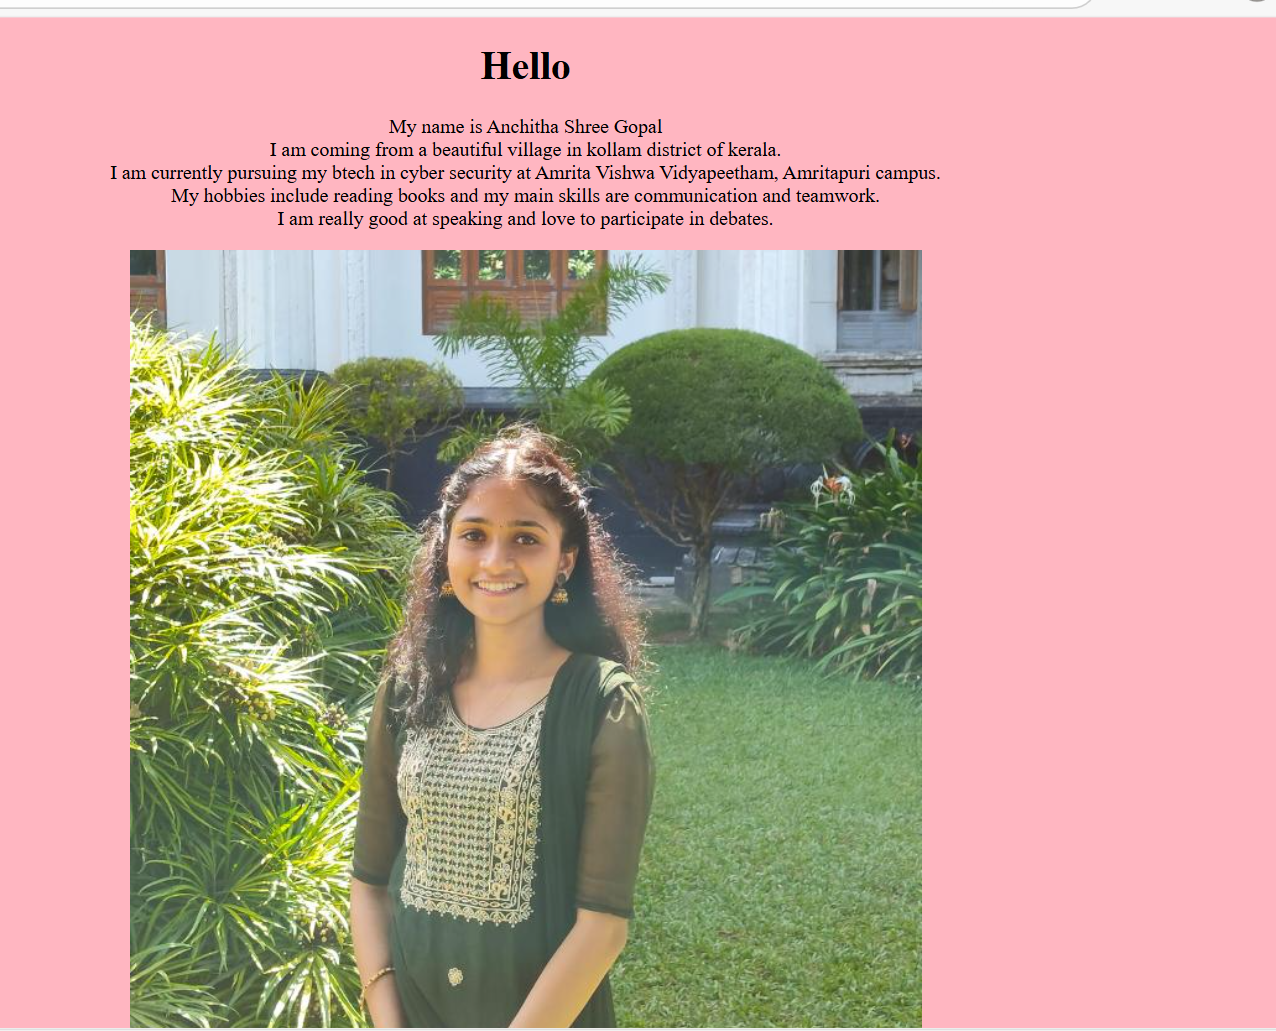 Hello
My name is Anchitha Shree Gopal
I am coming from a beautiful village in kollam district of kerala.
I am currently pursuing my btech in cyber security at Amrita Vishwa Vidyapeetham, Amritapuri campus.
My hobbies include reading books and my main skills are communication and teamwork.
I am really good at speaking and love to participate in debates.